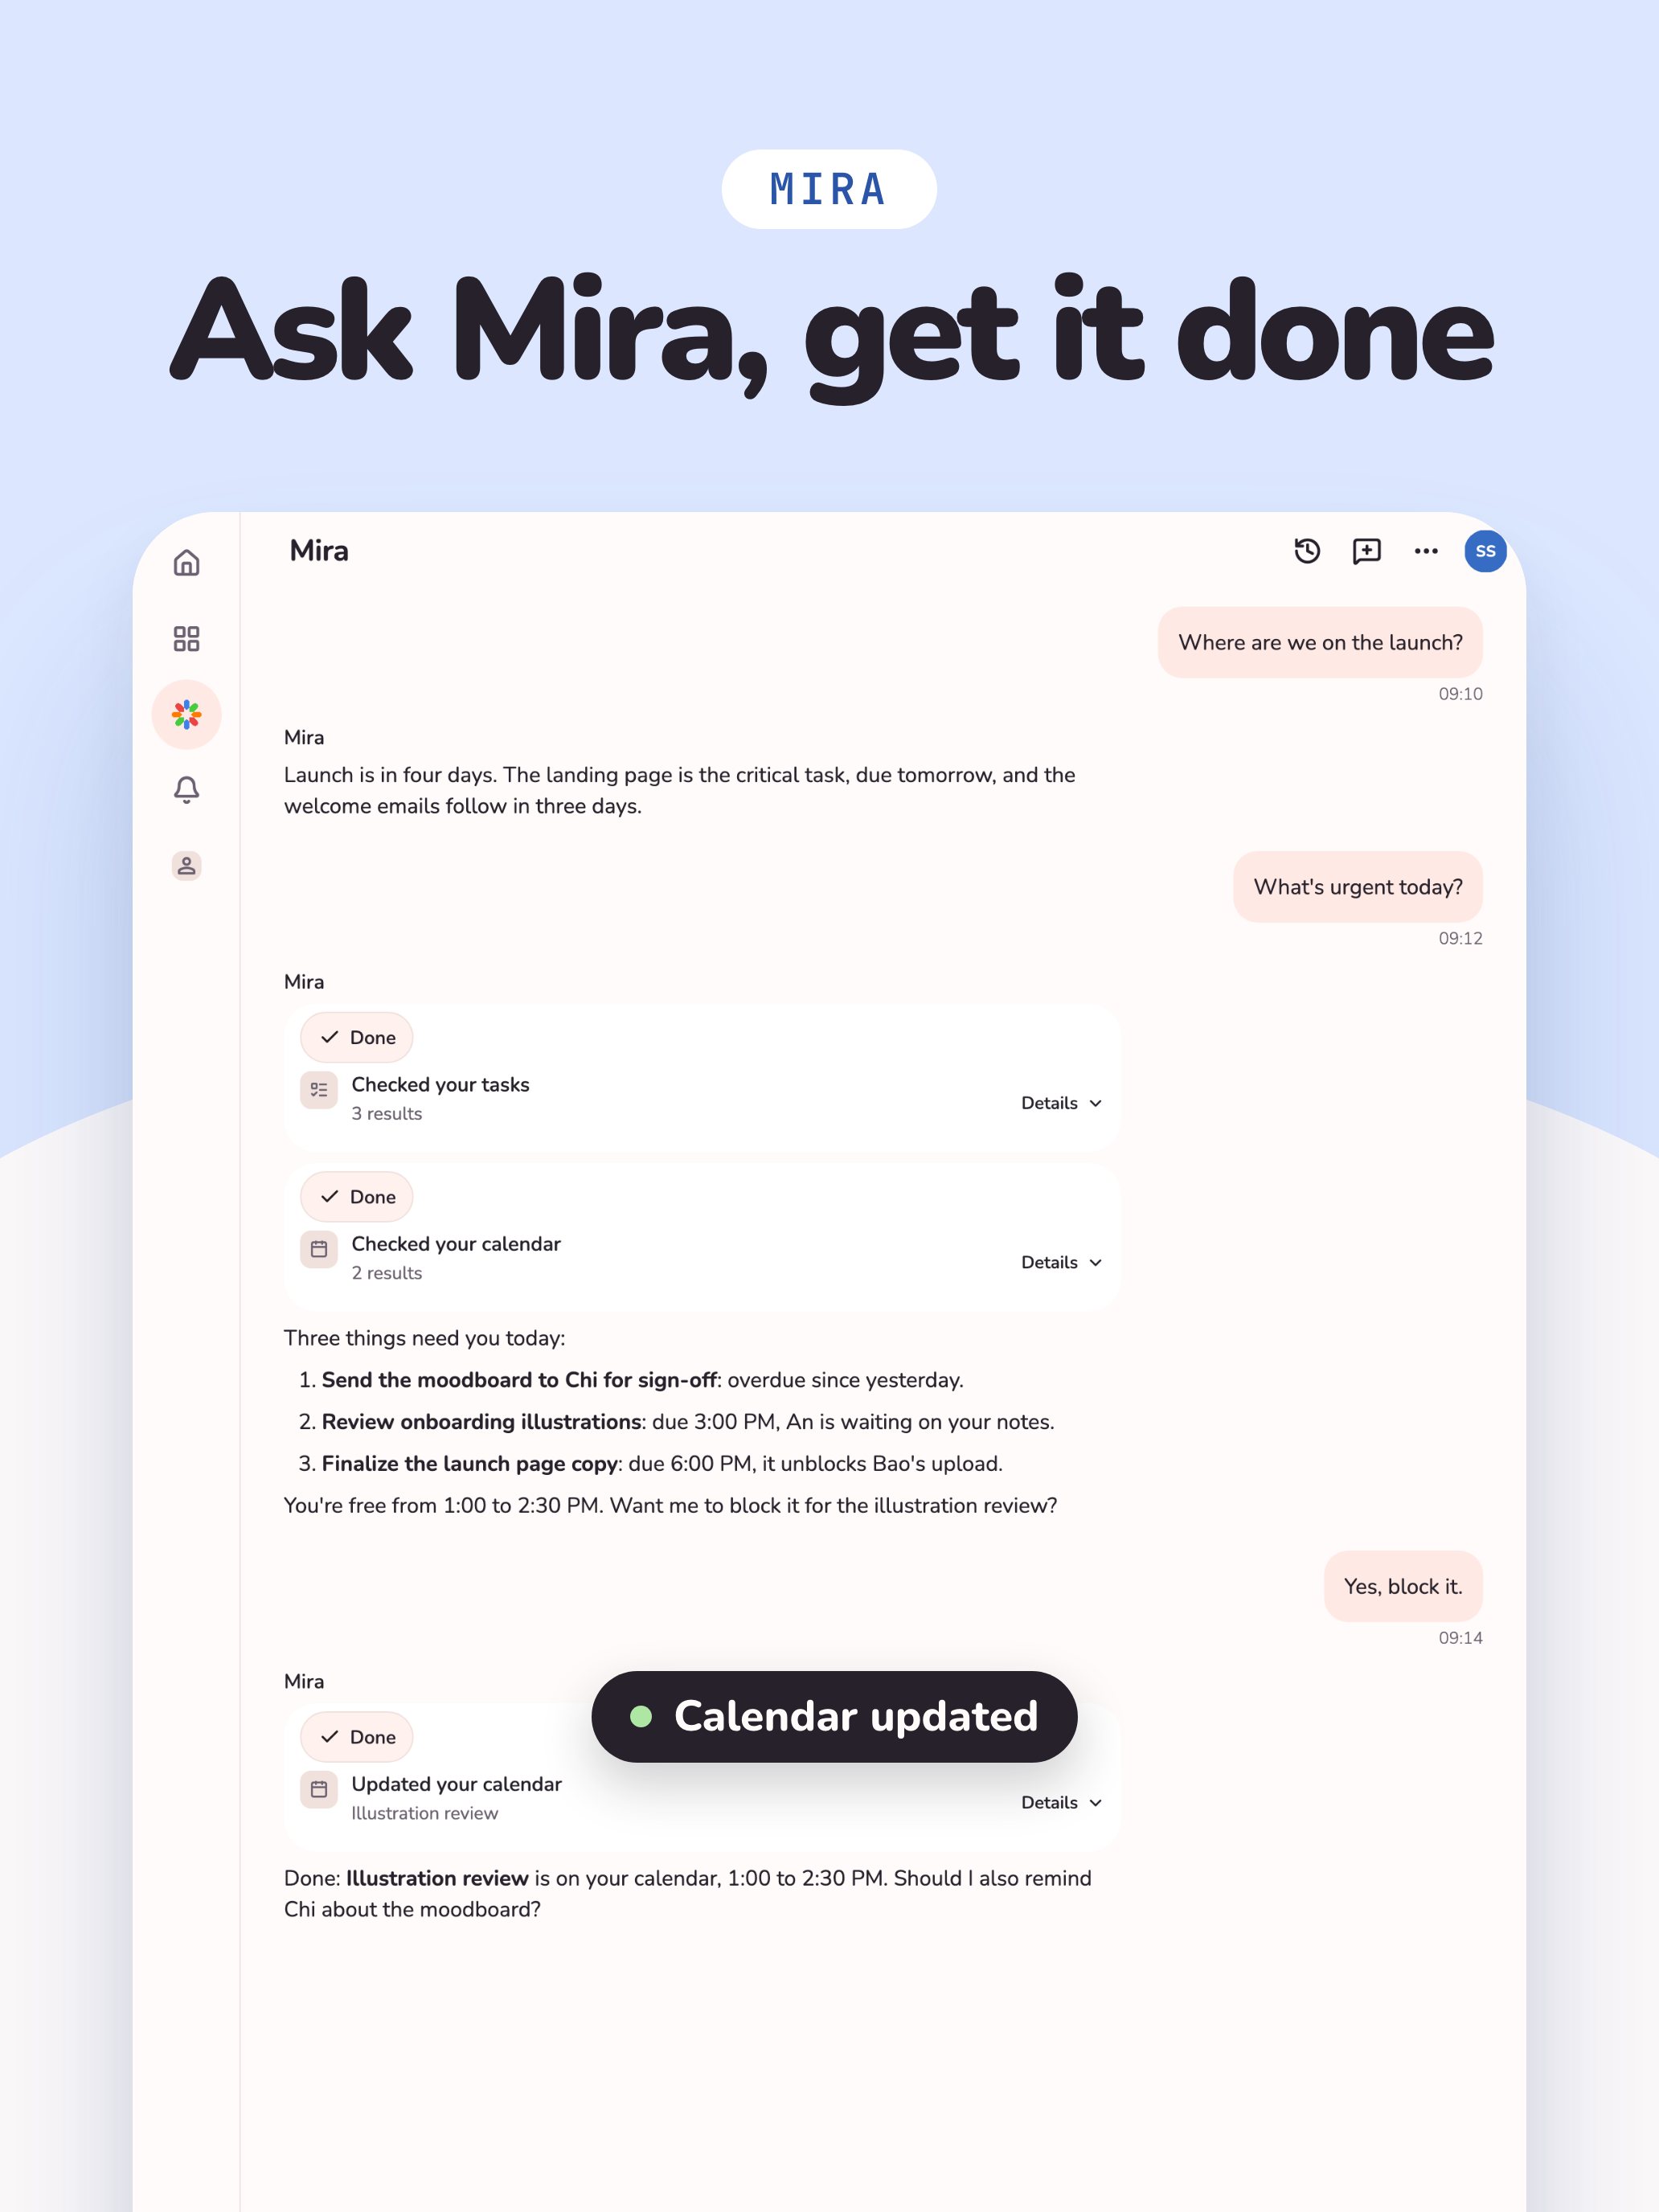 MIRA
Ask Mira, get it done
Mira
SS
Where are we on the launch?
09:10
Mira
Launch is in four days. The landing page is the critical task, due tomorrow, and the
welcome emails follow in three days.
What's urgent today?
09:12
Mira
Done
Checked your tasks
3 results
Details
Done
Checked your calendar
2 results
Details
Three things need you today:
1. Send the moodboard to Chi for sign-off: overdue since yesterday.
2. Review onboarding illustrations: due 3:00 PM, An is waiting on your notes.
3. Finalize the launch page copy: due 6:00 PM, it unblocks Bao's upload.
You're free from 1:00 to 2:30 PM. Want me to block it for the illustration review?
Yes, block it.
09:14
Mira
Calendar updated
Done
Updated your calendar
Illustration review
Details
Done: Illustration review is on your calendar, 1:00 to 2:30 PM. Should I also remind
Chi about the moodboard?